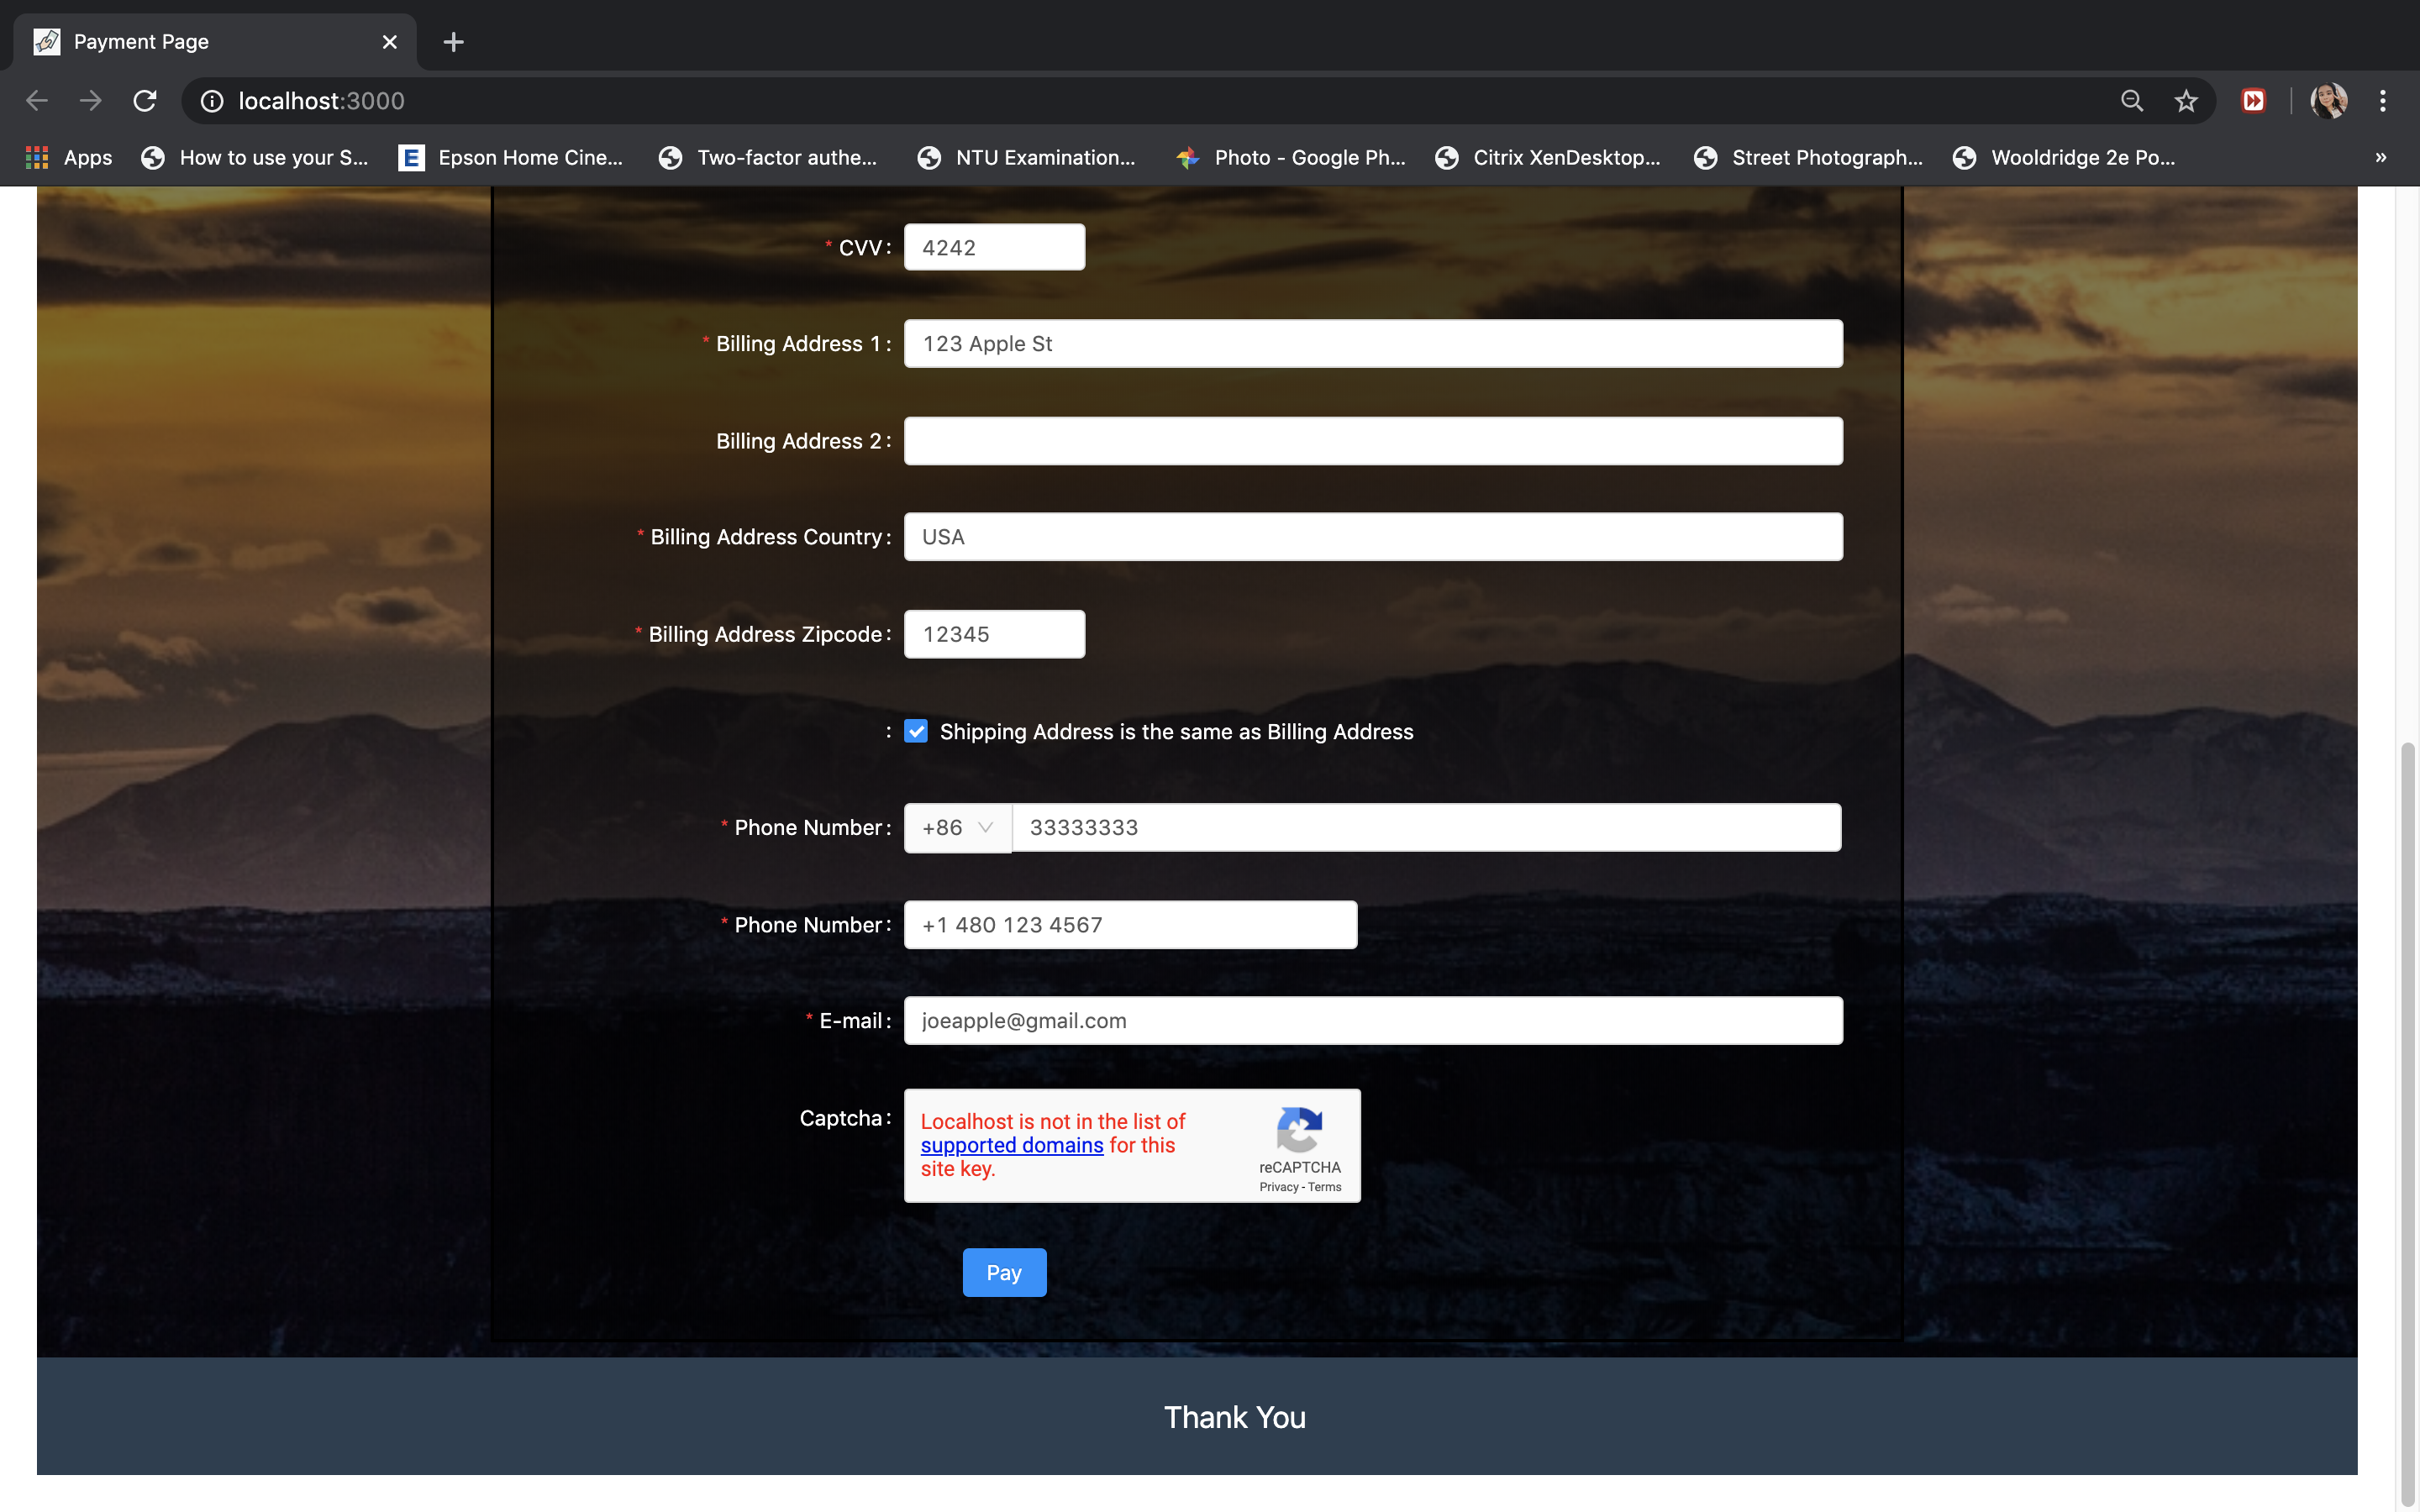 Payment Page
localhost:3000
Apps
How to use your S...
E
Epson Home Cine...
Two-factor authe...
NTU Examination...
Photo - Google Ph...
Citrix XenDesktop...
Street Photograph...
Wooldridge 2e Po...
»
* CVV: 4242
* Billing Address 1: 123 Apple St
Billing Address 2:
* Billing Address Country: USA
* Billing Address Zipcode: 12345
: Shipping Address is the same as Billing Address
* Phone Number: +86 33333333
* Phone Number: +1 480 123 4567
* E-mail: joeapple@gmail.com
Captcha:
Localhost is not in the list of
supported domains for this
site key.
reCAPTCHA
Privacy - Terms
Pay
Thank You